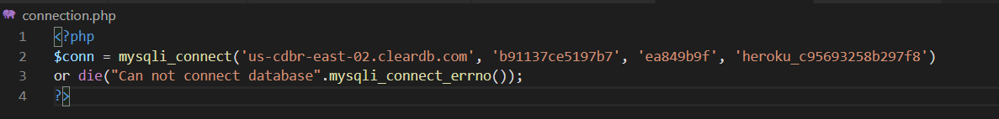 connection.php
1 <?php
2 $conn = mysqli_connect('us-cdbr-east-02.cleardb.com', 'b91137ce5197b7', 'ea849b9f', 'heroku_c95693258b297f8')
3 or die("Can not connect database".mysqli_connect_errno());
4 ?>